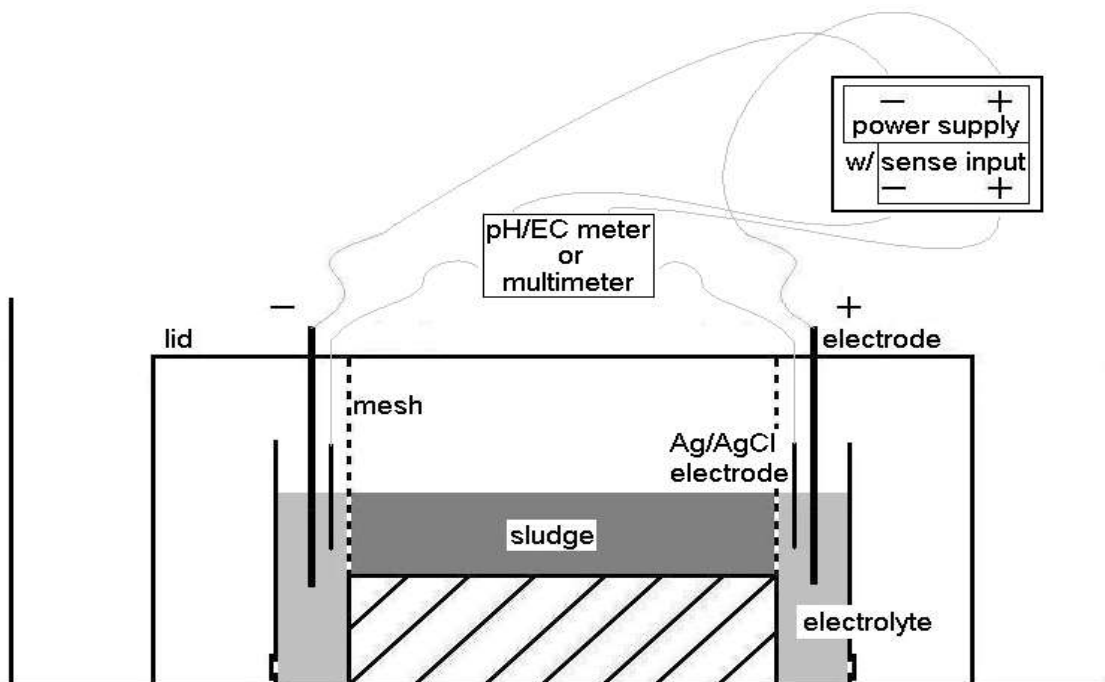 − +
power supply
w/ sense input
− +
pH/EC meter
or
multimeter
− +
lid
electrode
mesh
Ag/AgCl
electrode
sludge
electrolyte